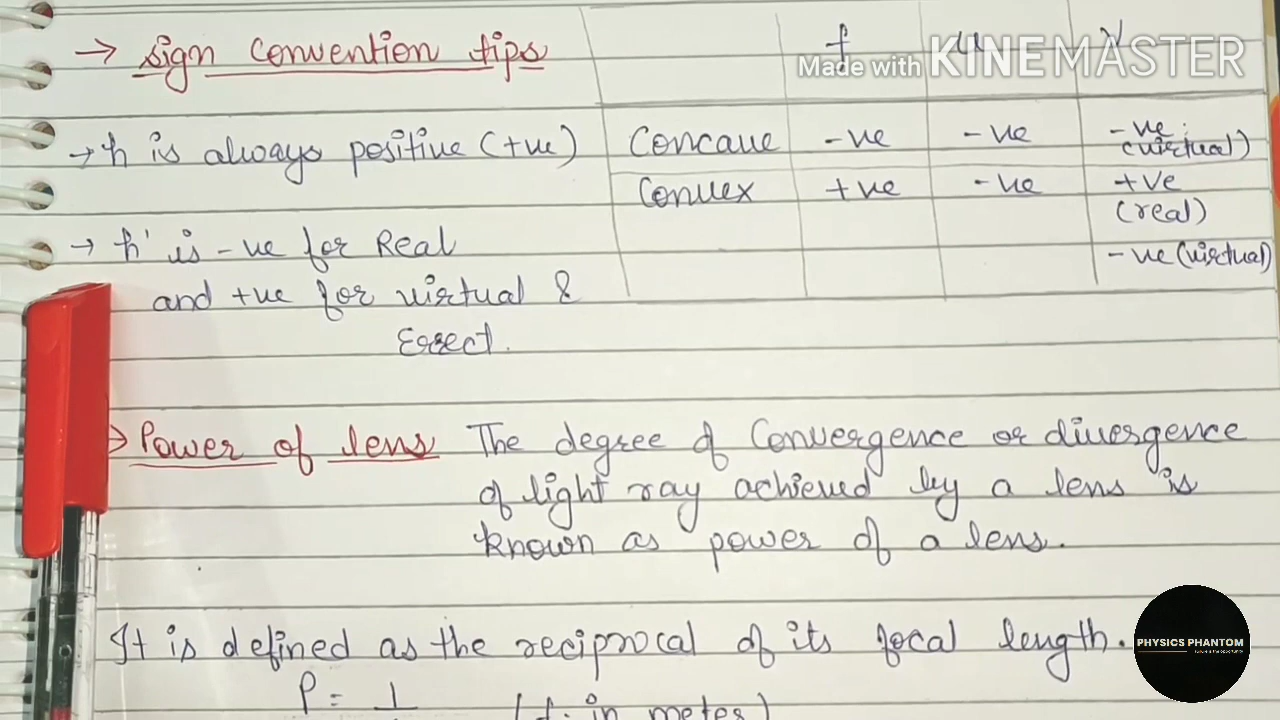 → sign convention tips
f u v
Made with KINEMASTER
→ h is always positive (+ve)
Concave -ve -ve -ve (virtual)
Convex +ve -ve +ve (real)
-ve (virtual)
→ h' is -ve for Real
and +ve for virtual &
Erect.
→ Power of lens The degree of Convergence or divergence
of light ray achieved by a lens is
known as power of a lens.
It is defined as the reciprocal of its focal length.
PHYSICS PHANTOM
P = 1
(f. in meters)